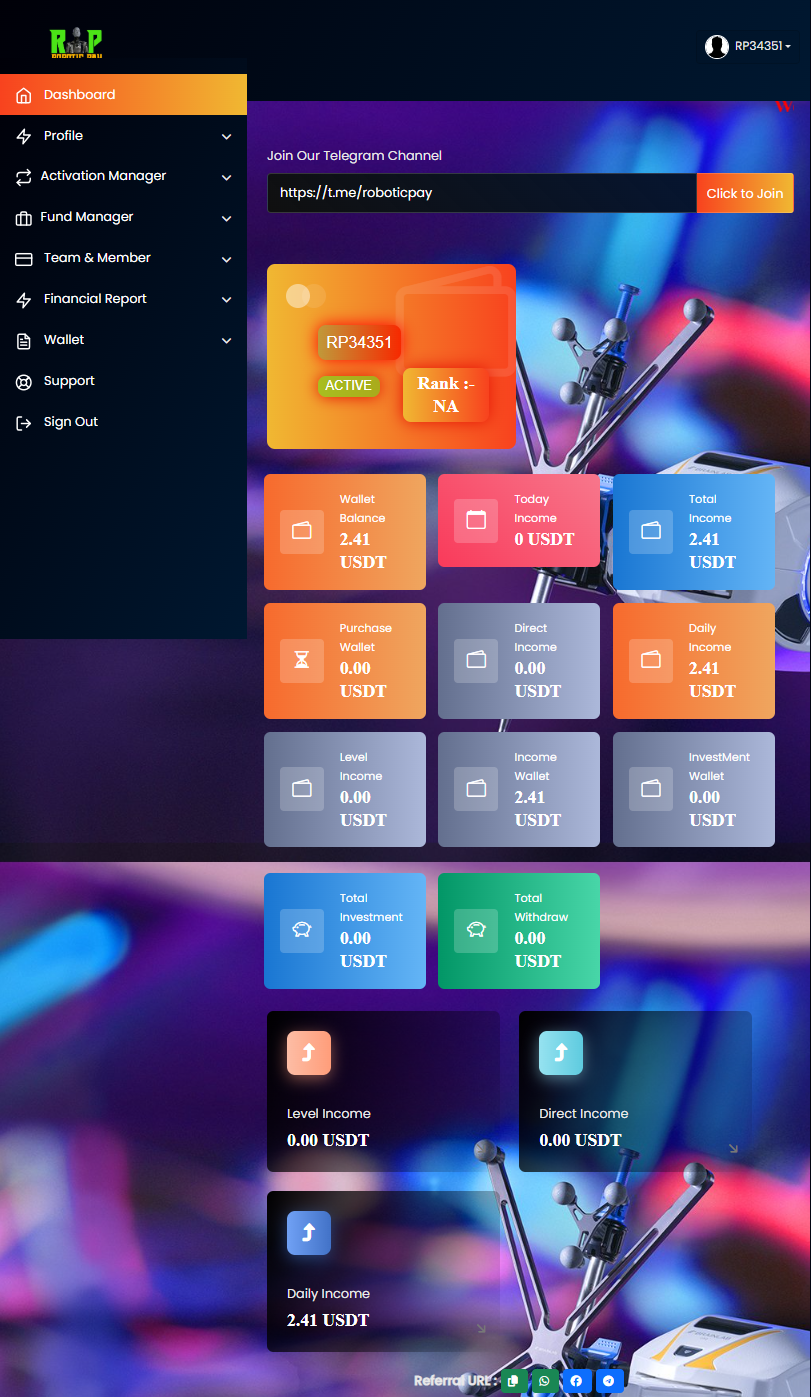 R P
ROBOTIC PAY
RP34351
Dashboard
Profile
Activation Manager
Fund Manager
Team & Member
Financial Report
Wallet
Support
Sign Out
W
Join Our Telegram Channel
https://t.me/roboticpay
Click to Join
RP34351
ACTIVE
Rank :-
NA
Wallet
Balance
2.41
USDT
Today
Income
0 USDT
Total
Income
2.41
USDT
Purchase
Wallet
0.00
USDT
Direct
Income
0.00
USDT
Daily
Income
2.41
USDT
Level
Income
0.00
USDT
Income
Wallet
2.41
USDT
InvestMent
Wallet
0.00
USDT
Total
Investment
0.00
USDT
Total
Withdraw
0.00
USDT
Level Income
0.00 USDT
Direct Income
0.00 USDT
Daily Income
2.41 USDT
BRAINLAB
Referral URL :-